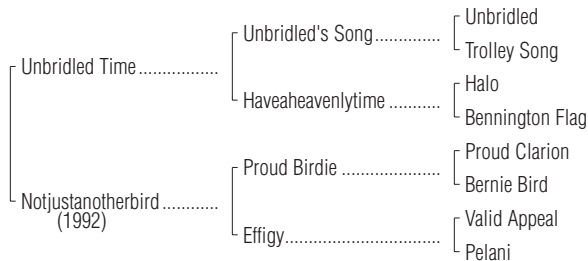 Unbridled
Unbridled's Song..............
Trolley Song
Unbridled Time.................
Halo
Haveaheavenlytime ...........
Bennington Flag
Proud Clarion
Proud Birdie .....................
Bernie Bird
Notjustanotherbird ............
(1992)
Valid Appeal
Effigy.................................
Pelani